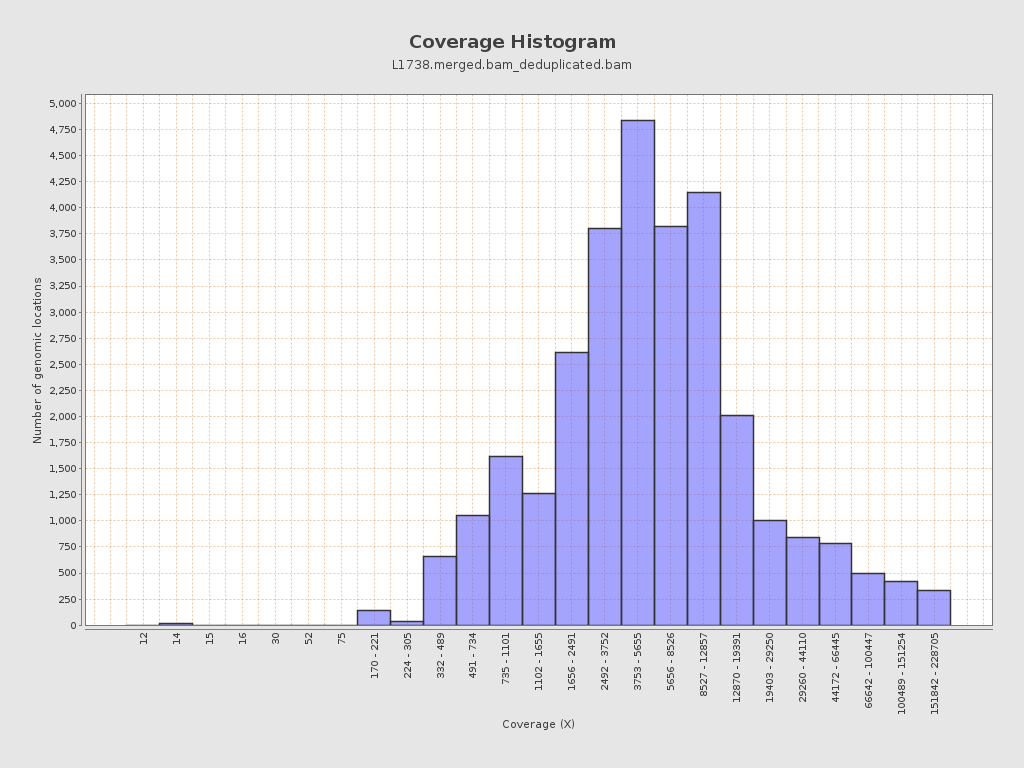 Coverage Histogram
L1738.merged.bam_deduplicated.bam
5,000
4,750
4,500
4,250
4,000
3,750
3,500
3,250
3,000
2,750
2,500
2,250
2,000
1,750
1,500
1,250
1,000
750
500
250
0
Number of genomic locations
12
14
15
16
30
52
75
170 - 221
224 - 305
332 - 489
491 - 734
735 - 1101
1102 - 1655
1656 - 2491
2492 - 3752
3753 - 5655
5656 - 8526
8527 - 12857
12870 - 19391
19403 - 29250
29260 - 44110
44172 - 66445
66642 - 100447
100489 - 151254
151842 - 228705
Coverage (X)